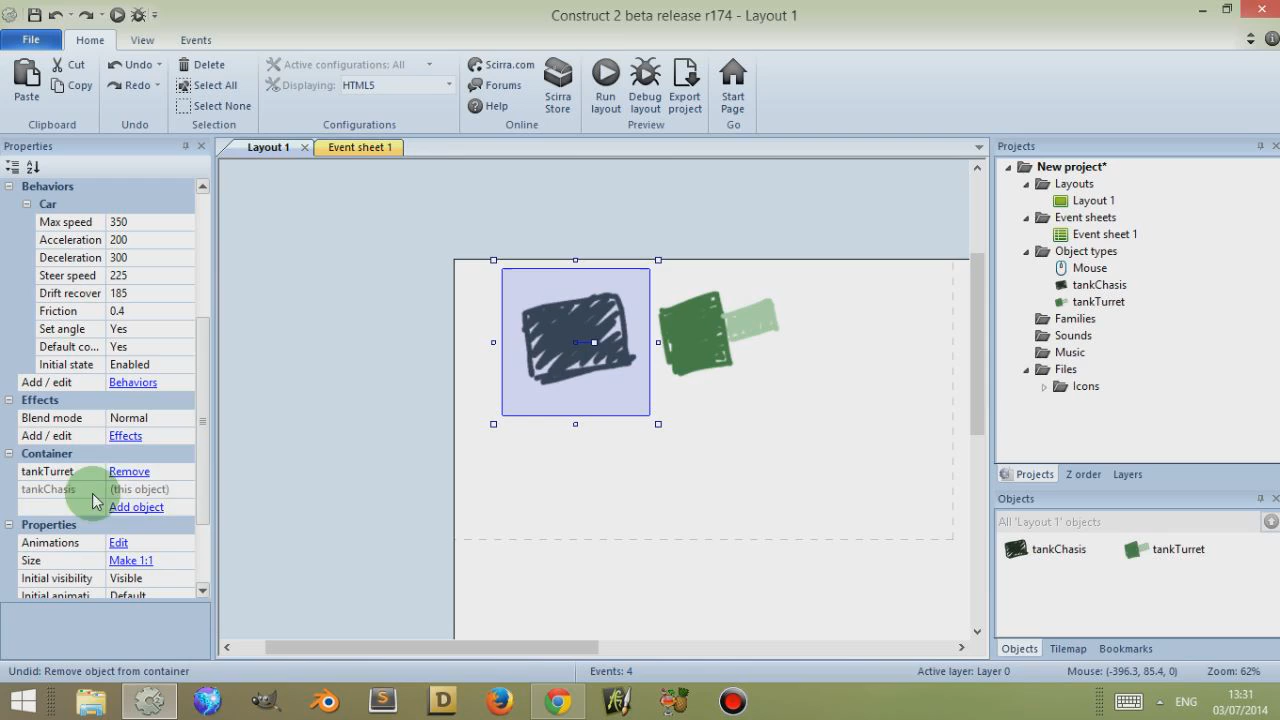 Construct 2 beta release r174 - Layout 1
File
Home
View
Events
Paste
Cut
Copy
Clipboard
Undo
Redo
Undo
Delete
Select All
Select None
Selection
Active configurations: All
Displaying: HTML5
Configurations
Scirra.com
Forums
Help
Scirra Store
Online
Run layout
Debug layout
Export project
Preview
Start Page
Go
Properties
Layout 1
Event sheet 1
Projects
Behaviors
Car
Max speed 350
Acceleration 200
Deceleration 300
Steer speed 225
Drift recover 185
Friction 0.4
Set angle Yes
Default co... Yes
Initial state Enabled
Add / edit Behaviors
Effects
Blend mode Normal
Add / edit Effects
Container
tankTurret Remove
tankChasis (this object)
Add object
Properties
Animations Edit
Size Make 1:1
Initial visibility Visible
Initial animati... Default
New project*
Layouts
Layout 1
Event sheets
Event sheet 1
Object types
Mouse
tankChasis
tankTurret
Families
Sounds
Music
Files
Icons
Projects
Z order
Layers
Objects
All 'Layout 1' objects
tankChasis
tankTurret
Objects
Tilemap
Bookmarks
Undid: Remove object from container
Events: 4
Active layer: Layer 0
Mouse: (-396.3, 85.4, 0)
Zoom: 62%
ENG
13:31
03/07/2014